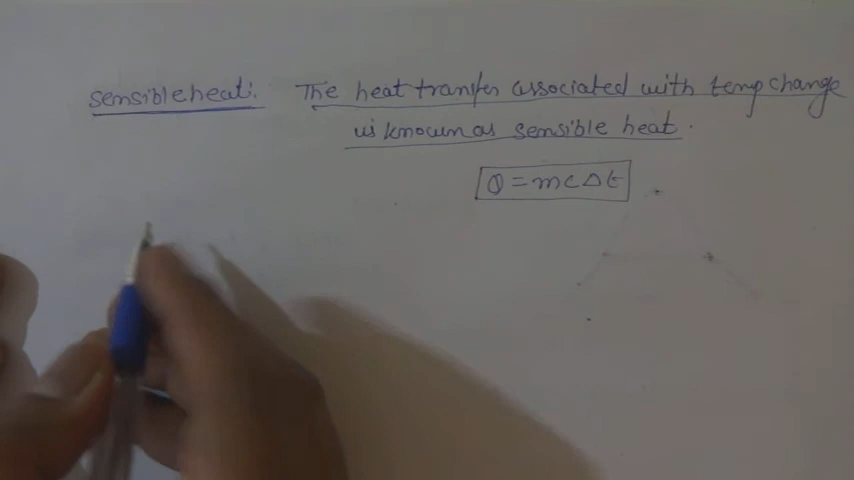 sensible heat: The heat transfer associated with temp change
is known as sensible heat.
Q = mcΔt